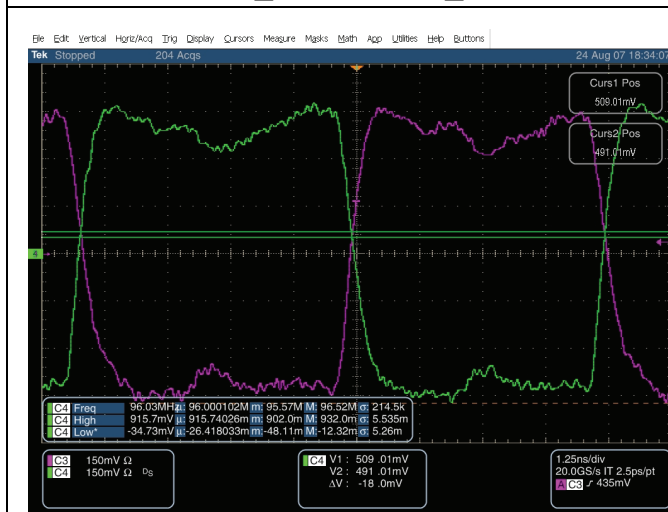 File Edit Vertical Horiz/Acq Trig Display Cursors Measure Masks Math App Utilities Help Buttons
Tek Stopped 204 Acqs 24 Aug 07 18:34:07
Curs1 Pos
509.01mV
Curs2 Pos
491.01mV
4
C4 Freq 96.03MHz µ: 96.000102M m: 95.57M M: 96.52M σ: 214.5k
C4 High 915.7mV µ: 915.74026m m: 902.0m M: 932.0m σ: 5.535m
C4 Low* -34.73mV µ: -26.418033m m: -48.11m M: -12.32m σ: 5.26m
C3 150mV Ω
C4 150mV Ω Ds
C4 V1 : 509 .01mV
V2 : 491 .01mV
ΔV : -18 .0mV
1.25ns/div
20.0GS/s IT 2.5ps/pt
A C3 ∕ 435mV